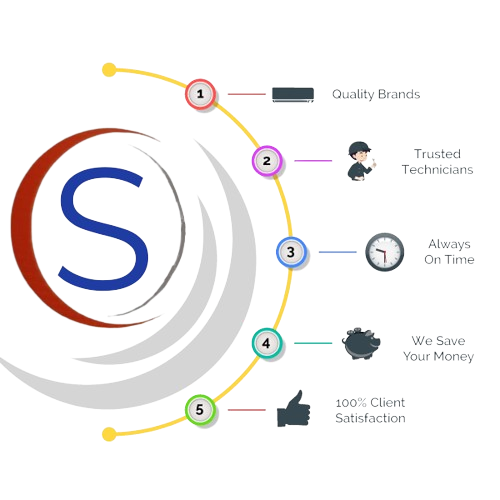 S
1
Quality Brands
2
Trusted
Technicians
3
Always
On Time
4
We Save
Your Money
5
100% Client
Satisfaction